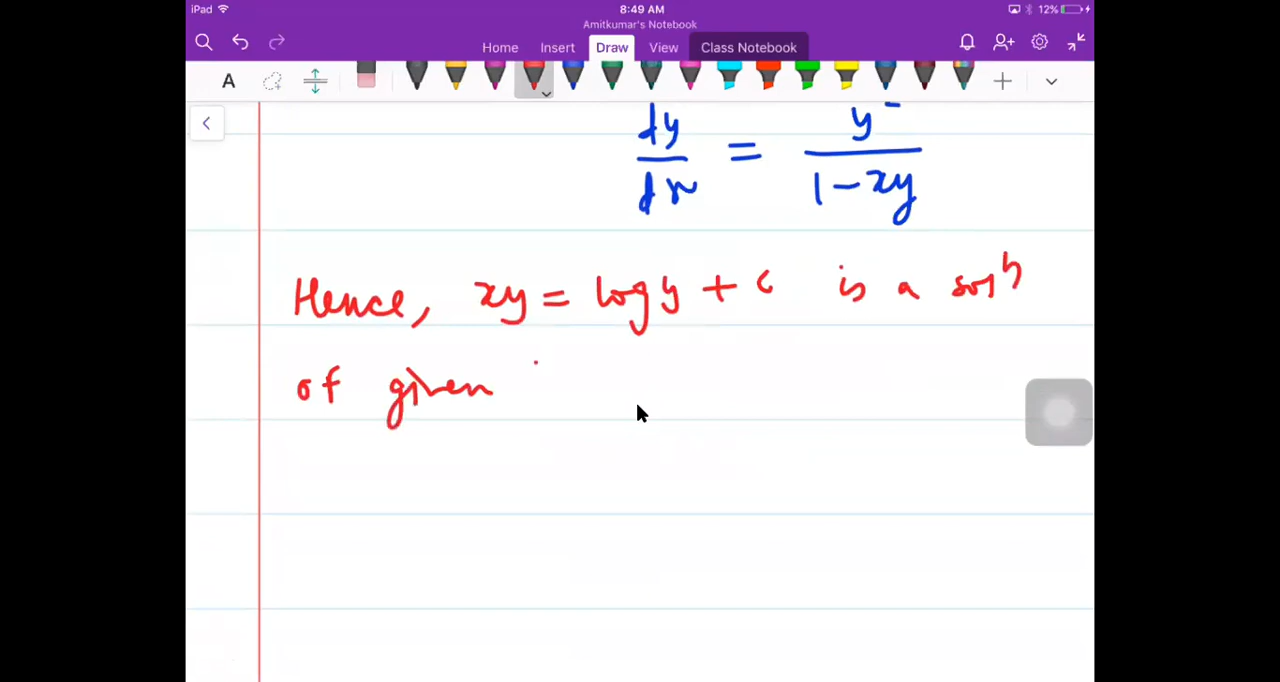 iPad 8:49 AM 12%
Amitkumar's Notebook
Home Insert Draw View Class Notebook
A
dy/dx = y²/(1-xy)
Hence, xy = log y + c is a solⁿ
of given